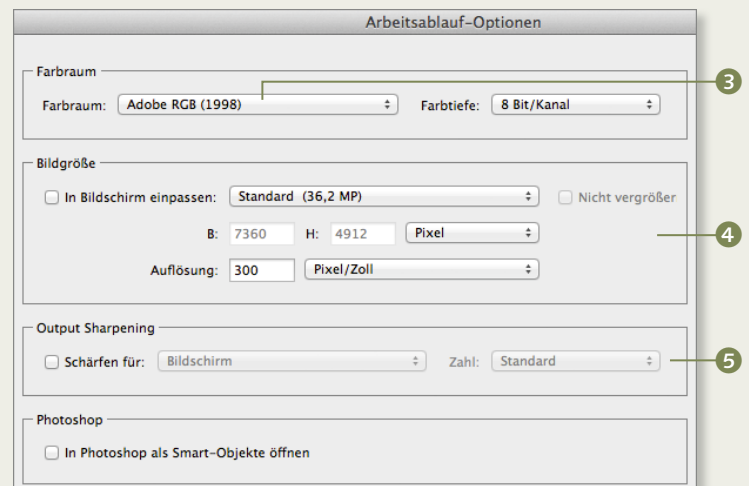 Arbeitsablauf-Optionen
Farbraum
Farbraum: Adobe RGB (1998) Farbtiefe: 8 Bit/Kanal
3
Bildgröße
In Bildschirm einpassen: Standard (36,2 MP) Nicht vergrößer
B: 7360 H: 4912 Pixel
4
Auflösung: 300 Pixel/Zoll
Output Sharpening
Schärfen für: Bildschirm Zahl: Standard
5
Photoshop
In Photoshop als Smart-Objekte öffnen